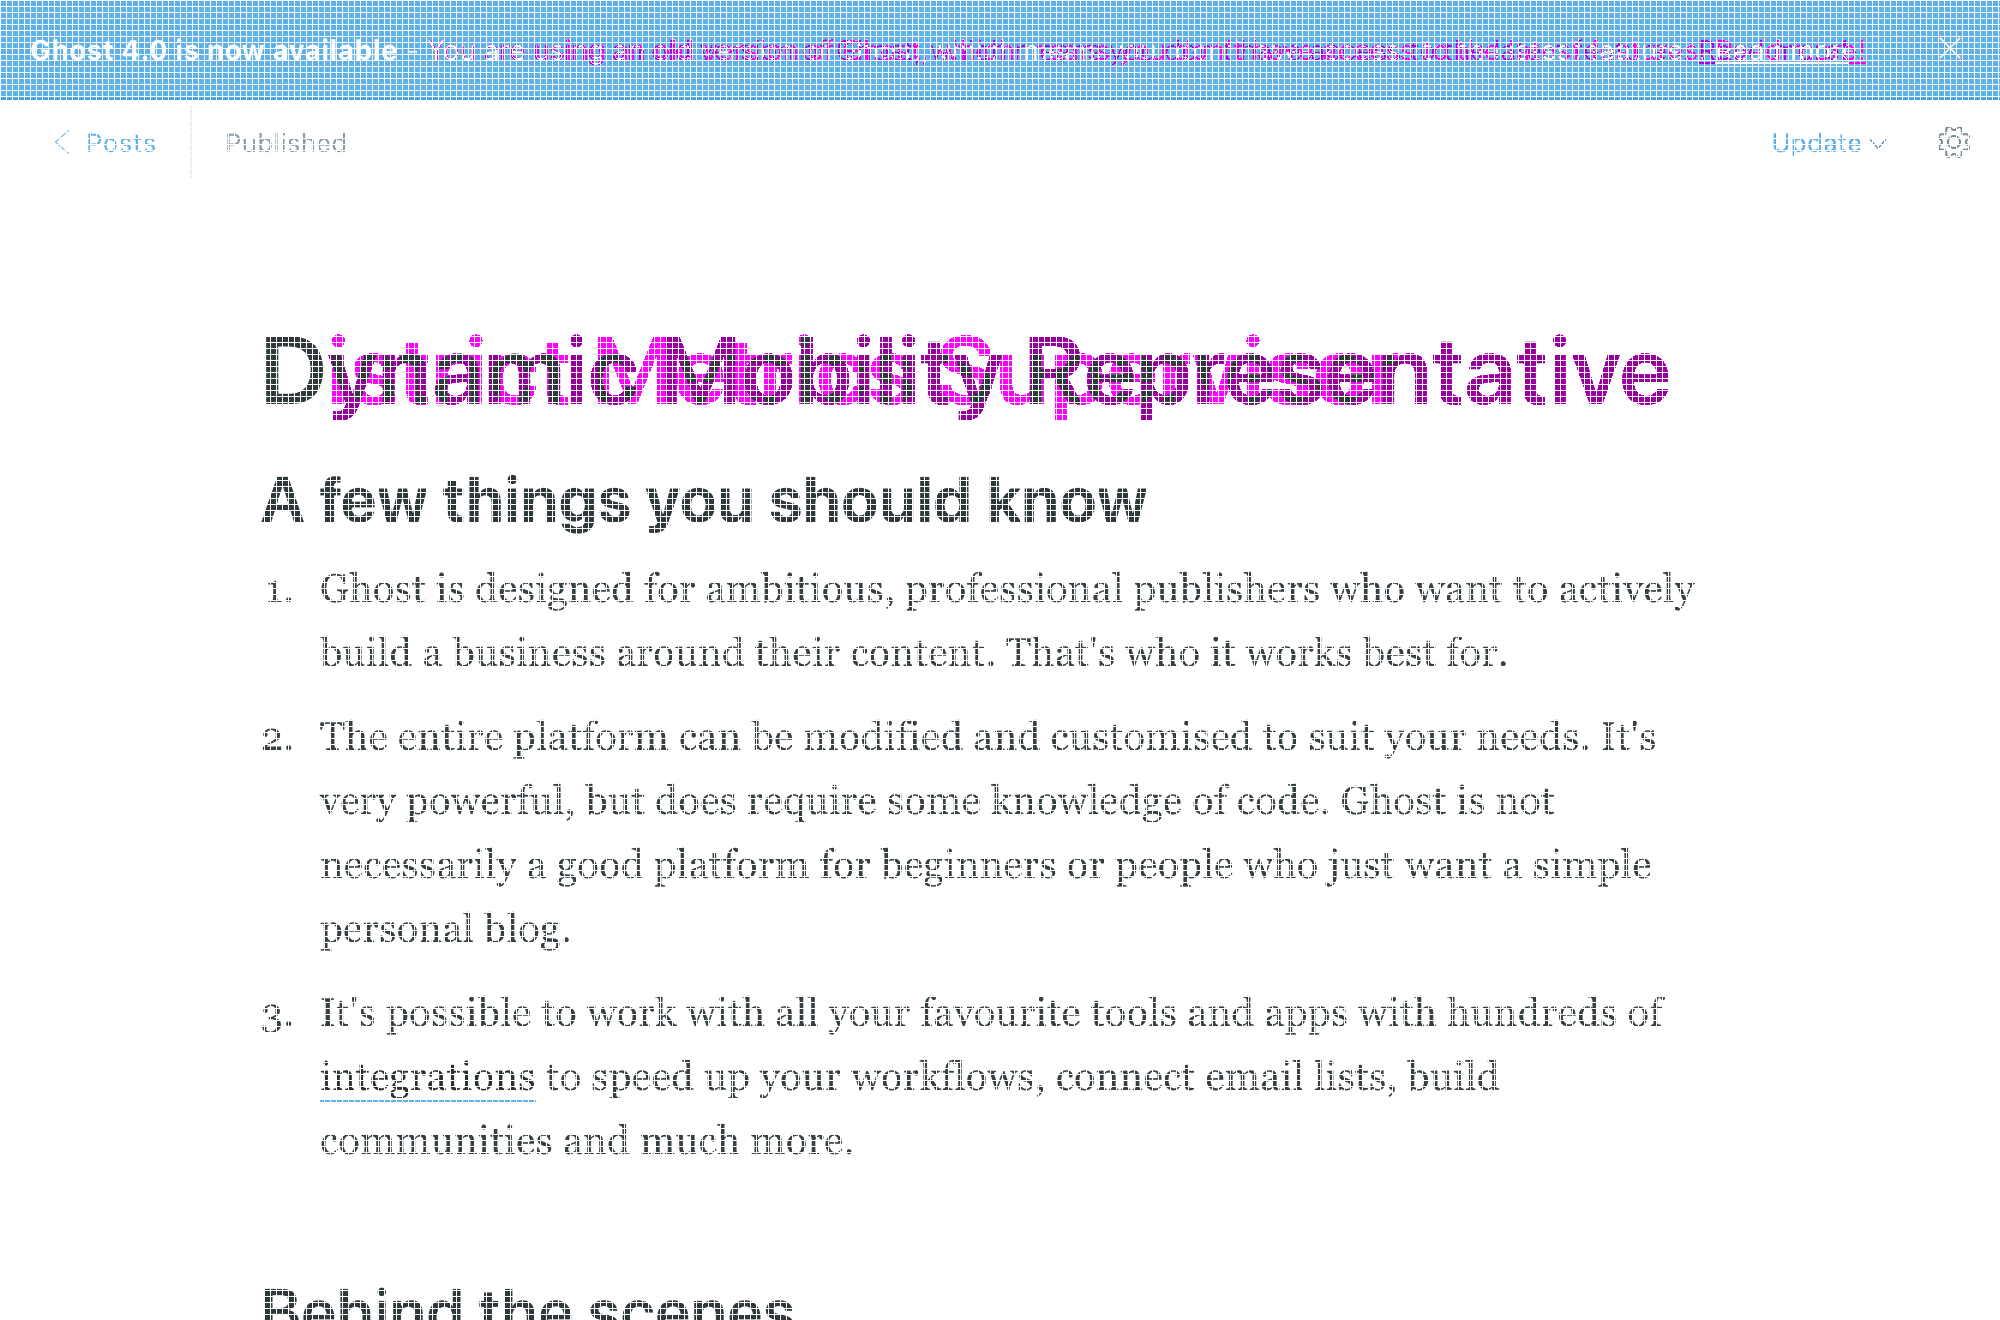 Ghost 4.0 is now available - You are using an old version of Ghost, which means you don't have access to the latest features. Read more
Posts
Published
Update
Dynamic Mobility Representative
A few things you should know
1. Ghost is designed for ambitious, professional publishers who want to actively
build a business around their content. That's who it works best for.
2. The entire platform can be modified and customised to suit your needs. It's
very powerful, but does require some knowledge of code. Ghost is not
necessarily a good platform for beginners or people who just want a simple
personal blog.
3. It's possible to work with all your favourite tools and apps with hundreds of
integrations to speed up your workflows, connect email lists, build
communities and much more.
Behind the scenes